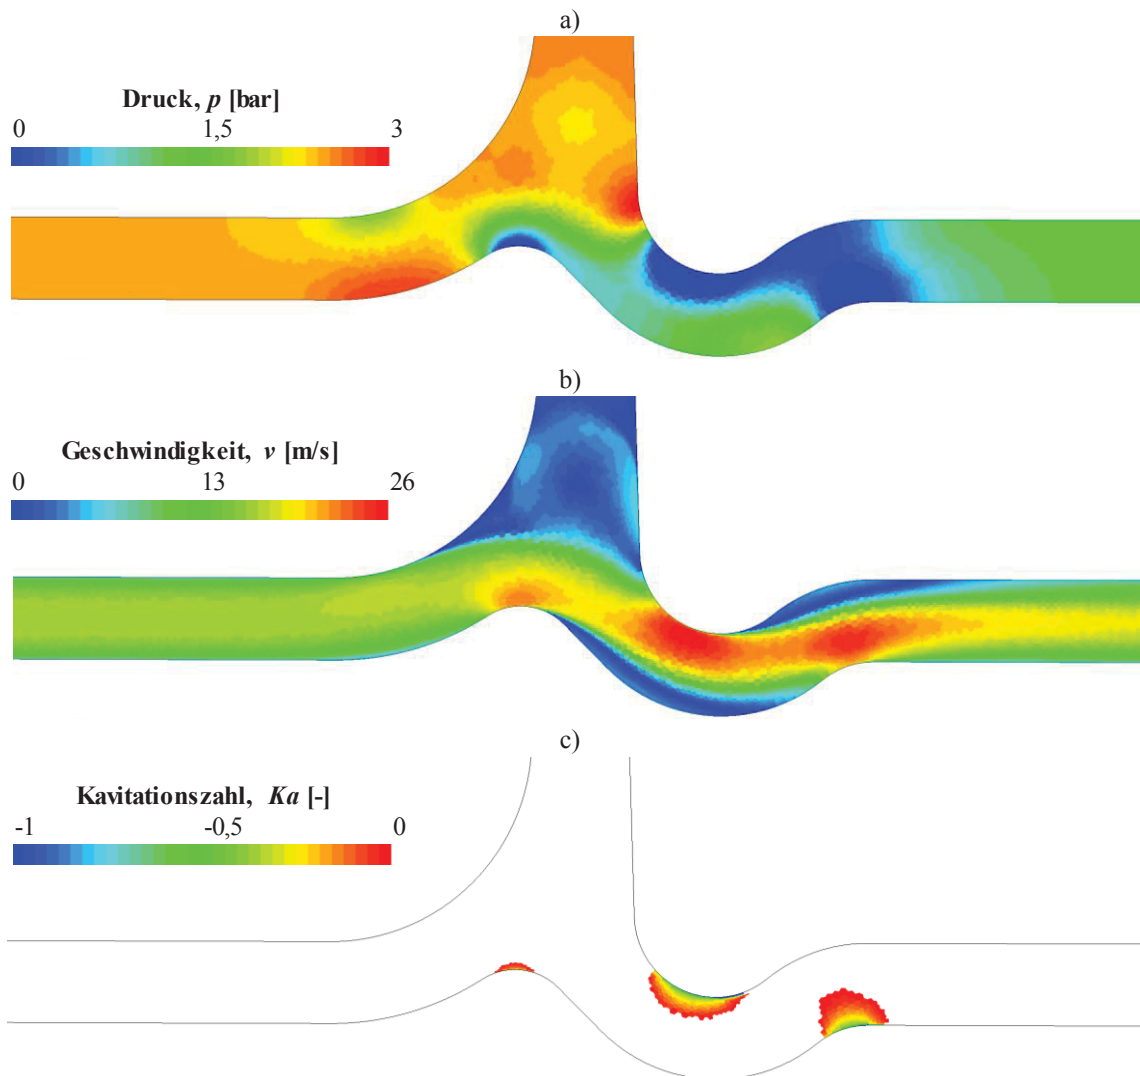 a)
Druck, p [bar]
0 1,5 3
b)
Geschwindigkeit, v [m/s]
0 13 26
c)
Kavitationszahl, Ka [-]
-1 -0,5 0